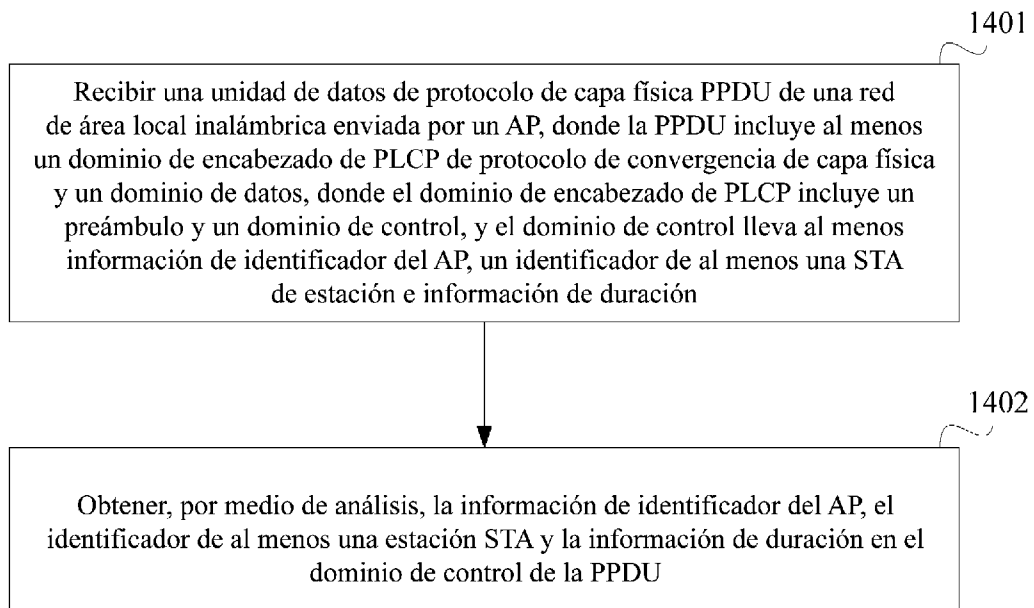 1401
Recibir una unidad de datos de protocolo de capa física PPDU de una red
de área local inalámbrica enviada por un AP, donde la PPDU incluye al menos
un dominio de encabezado de PLCP de protocolo de convergencia de capa física
y un dominio de datos, donde el dominio de encabezado de PLCP incluye un
preámbulo y un dominio de control, y el dominio de control lleva al menos
información de identificador del AP, un identificador de al menos una STA
de estación e información de duración
1402
Obtener, por medio de análisis, la información de identificador del AP, el
identificador de al menos una estación STA y la información de duración en el
dominio de control de la PPDU